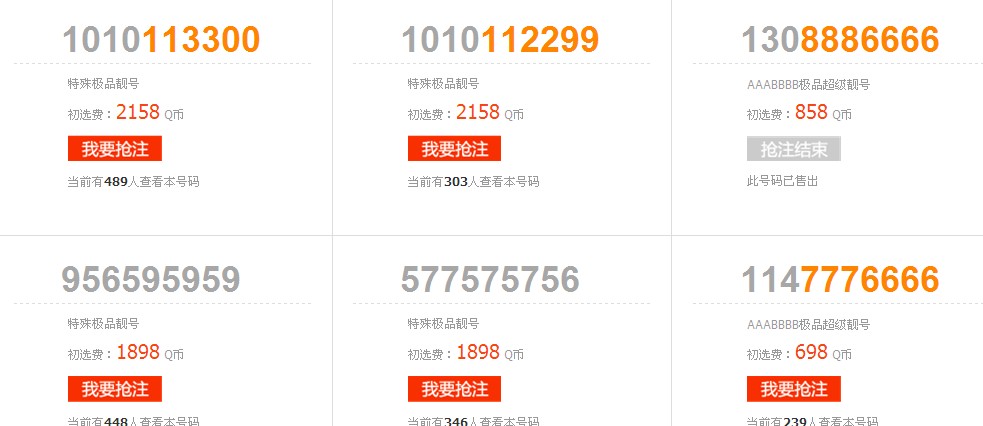 1010113300
特殊极品靓号
初选费：2158 Q币
我要抢注
当前有489人查看本号码
1010112299
特殊极品靓号
初选费：2158 Q币
我要抢注
当前有303人查看本号码
1308886666
AAABBBB极品超级靓号
初选费：858 Q币
抢注结束
此号码已售出
956595959
特殊极品靓号
初选费：1898 Q币
我要抢注
当前有448人查看本号码
577575756
特殊极品靓号
初选费：1898 Q币
我要抢注
当前有346人查看本号码
1147776666
AAABBBB极品超级靓号
初选费：698 Q币
我要抢注
当前有239人查看本号码